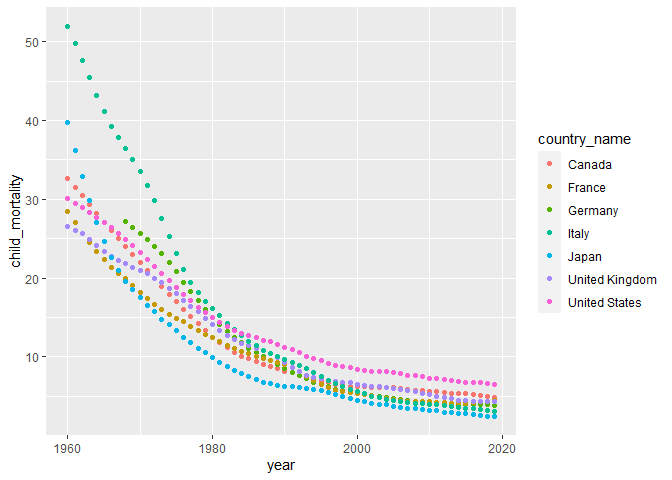 50
40
30
20
10
child_mortality
1960
1980
2000
2020
year
country_name
Canada
France
Germany
Italy
Japan
United Kingdom
United States